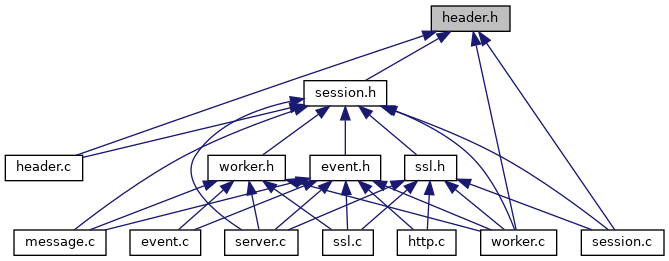 header.h
session.h
header.c
worker.h
event.h
ssl.h
message.c
event.c
server.c
ssl.c
http.c
worker.c
session.c